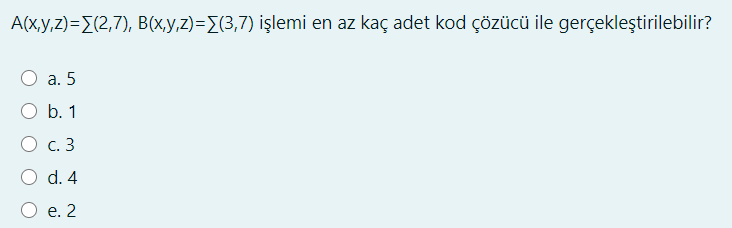 A(x,y,z)=∑(2,7), B(x,y,z)=∑(3,7) işlemi en az kaç adet kod çözücü ile gerçekleştirilebilir?
a. 5
b. 1
c. 3
d. 4
e. 2